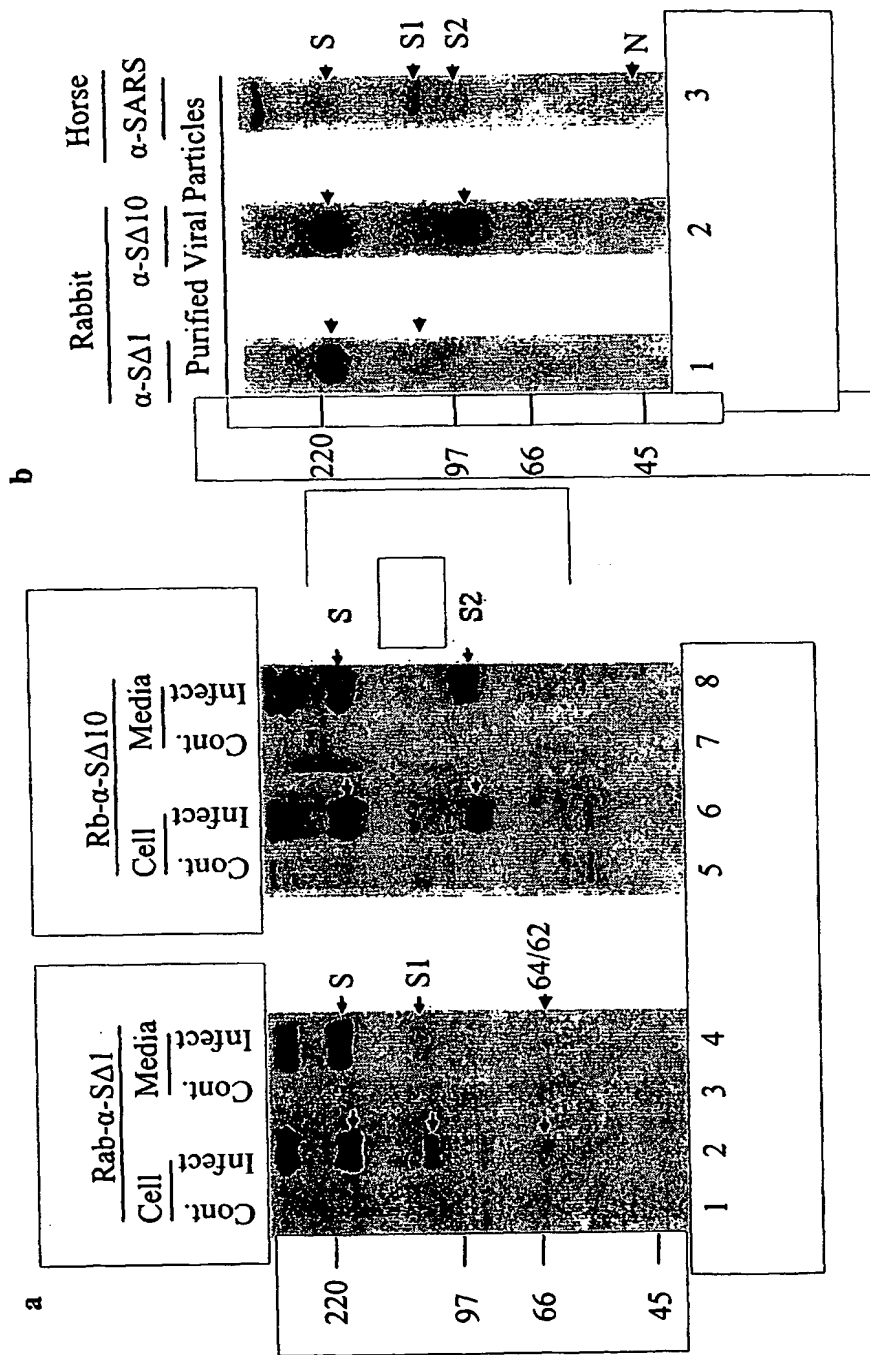 a
Rab-α-SΔ1
Cell Media
Cont. Infect Cont. Infect
220
97
66
45
S
S1
64/62
1 2 3 4
Rb-α-SΔ10
Cell Media
Cont. Infect Cont. Infect
S
S2
5 6 7 8
b
Rabbit Horse
α-SΔ1 α-SΔ10 α-SARS
Purified Viral Particles
220
97
66
45
S
S1
S2
N
1 2 3